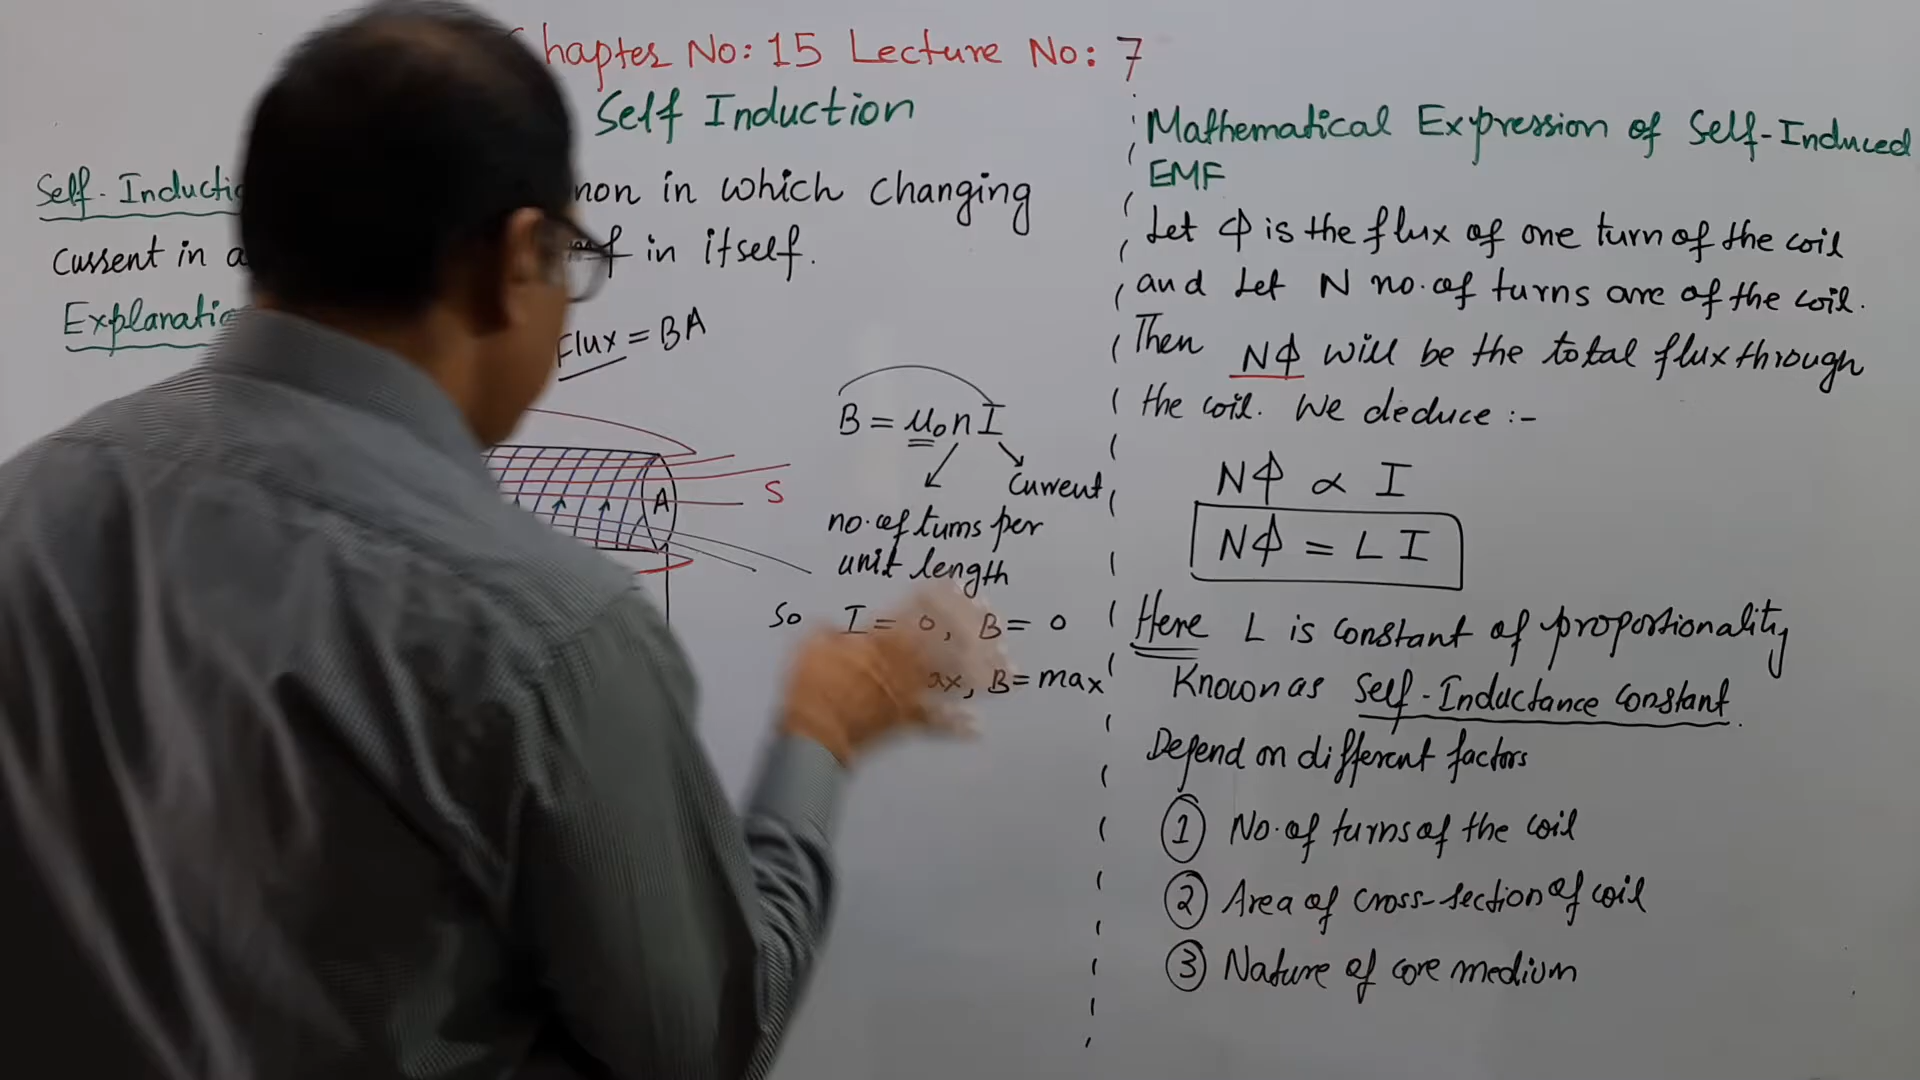 Chapter No: 15 Lecture No: 7
Self Induction
Self-Inductio non in which changing
current in a emf in itself.
Explanatio
Flux = BA
B = μ₀nI
current
no. of turns per
unit length
A
S
So I = 0, B = 0
ax, B = max
Mathematical Expression of Self-Induced
EMF
Let Φ is the flux of one turn of the coil
and Let N no. of turns are of the coil.
Then NΦ will be the total flux through
the coil. We deduce :-
NΦ ∝ I
NΦ = L I
Here L is constant of proportionality
Known as Self-Inductance constant.
Depend on different factors
① No. of turns of the coil
② Area of cross-section of coil
③ Nature of core medium